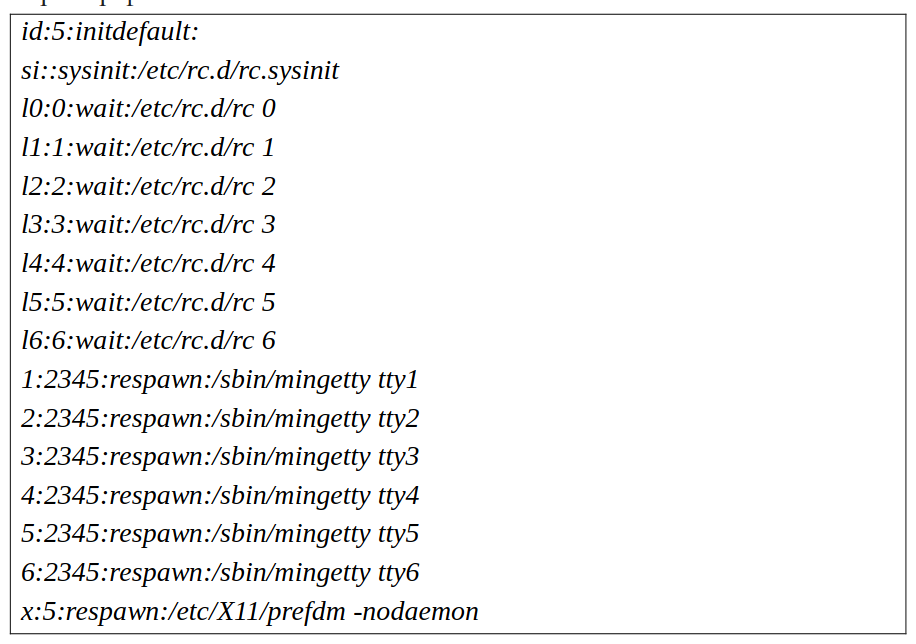 id:5:initdefault:
si::sysinit:/etc/rc.d/rc.sysinit
l0:0:wait:/etc/rc.d/rc 0
l1:1:wait:/etc/rc.d/rc 1
l2:2:wait:/etc/rc.d/rc 2
l3:3:wait:/etc/rc.d/rc 3
l4:4:wait:/etc/rc.d/rc 4
l5:5:wait:/etc/rc.d/rc 5
l6:6:wait:/etc/rc.d/rc 6
1:2345:respawn:/sbin/mingetty tty1
2:2345:respawn:/sbin/mingetty tty2
3:2345:respawn:/sbin/mingetty tty3
4:2345:respawn:/sbin/mingetty tty4
5:2345:respawn:/sbin/mingetty tty5
6:2345:respawn:/sbin/mingetty tty6
x:5:respawn:/etc/X11/prefdm -nodaemon